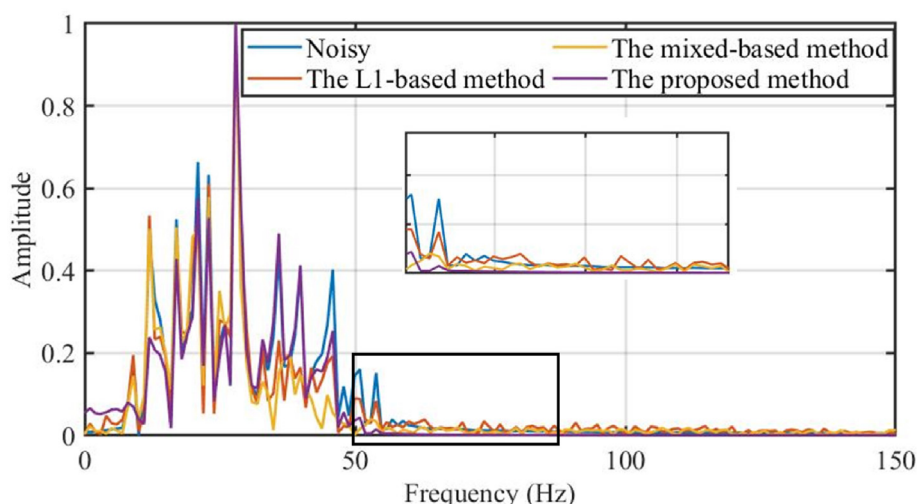 1
Noisy
The mixed-based method
The L1-based method
The proposed method
0.8
0.6
Amplitude
0.4
0.2
0
0
50
100
150
Frequency (Hz)